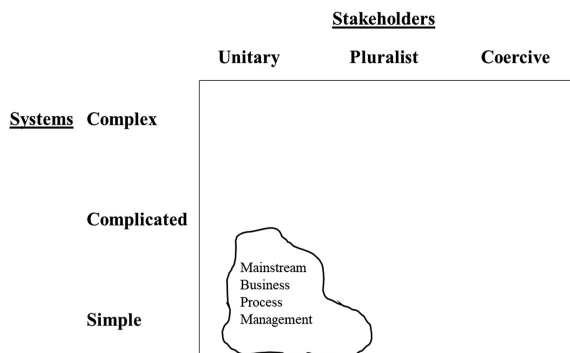 Stakeholders
Unitary Pluralist Coercive
Systems Complex
Complicated
Mainstream
Business
Process
Management
Simple